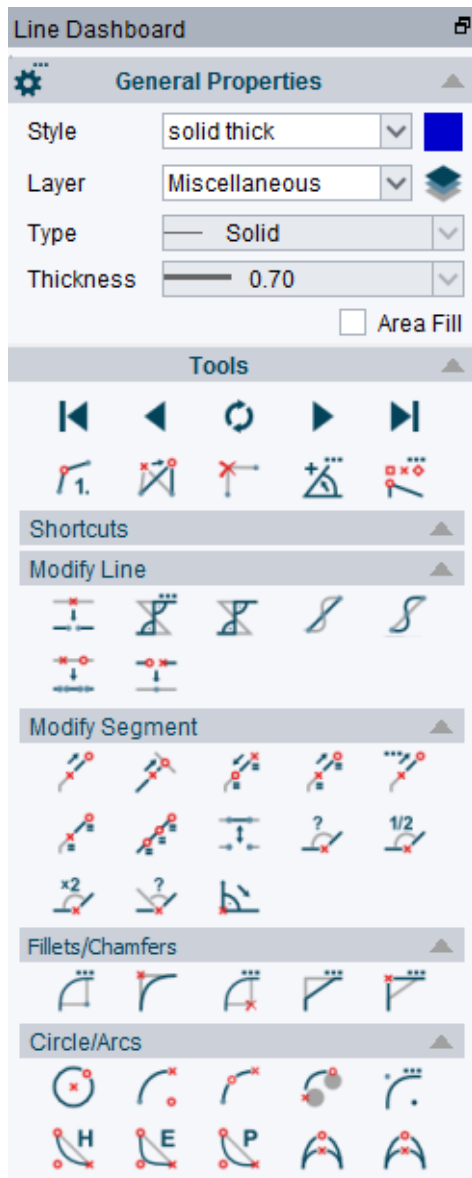 Line Dashboard
General Properties
Style solid thick
Layer Miscellaneous
Type Solid
Thickness 0.70
Area Fill
Tools
1.
Shortcuts
Modify Line
Modify Segment
? 1/2
x2 ?
Fillets/Chamfers
Circle/Arcs
H E P